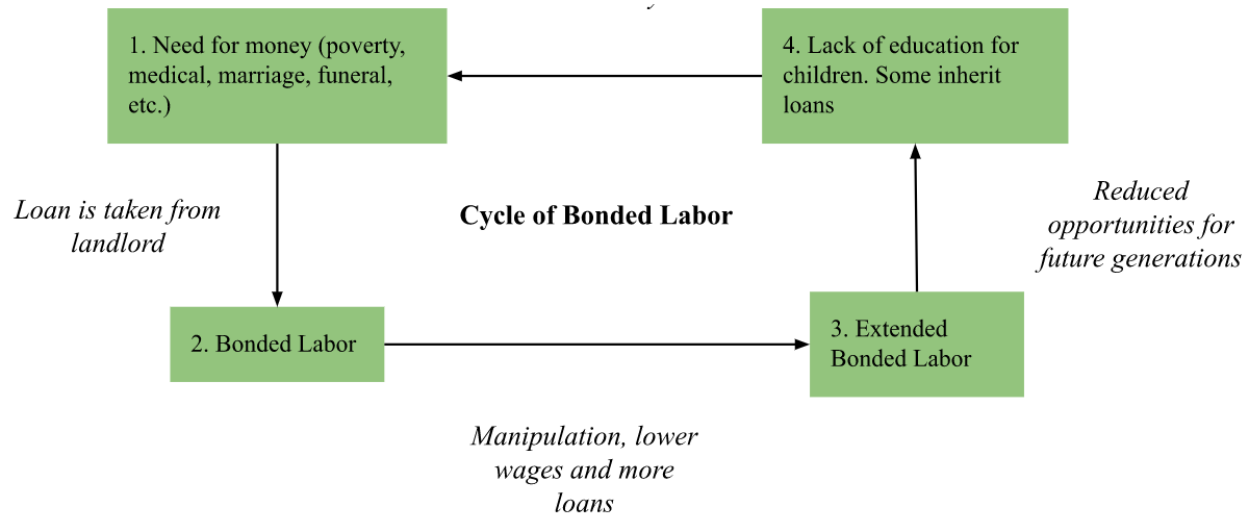 1. Need for money (poverty,
medical, marriage, funeral,
etc.)
4. Lack of education for
children. Some inherit
loans
Loan is taken from
landlord
Cycle of Bonded Labor
Reduced
opportunities for
future generations
2. Bonded Labor
3. Extended
Bonded Labor
Manipulation, lower
wages and more
loans